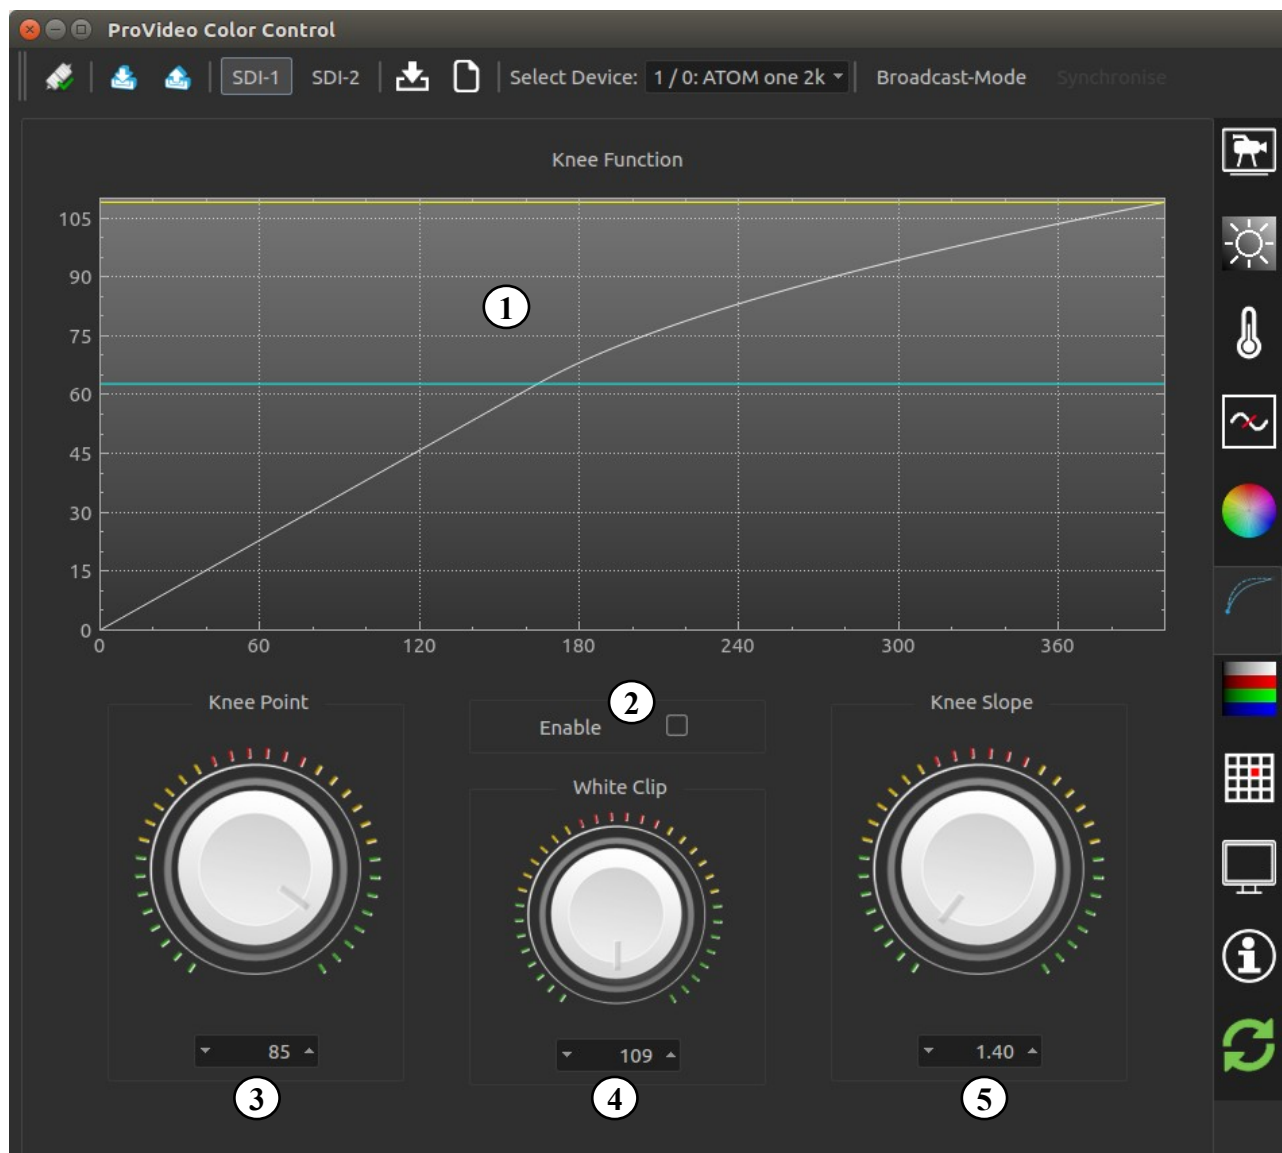 ProVideo Color Control
SDI-1 SDI-2 Select Device: 1 / 0: ATOM one 2k Broadcast-Mode Synchronise
Knee Function
105
90
75
60
45
30
15
0
0 60 120 180 240 300 360
1
Knee Point
2
Enable
Knee Slope
White Clip
85
109
1.40
3
4
5